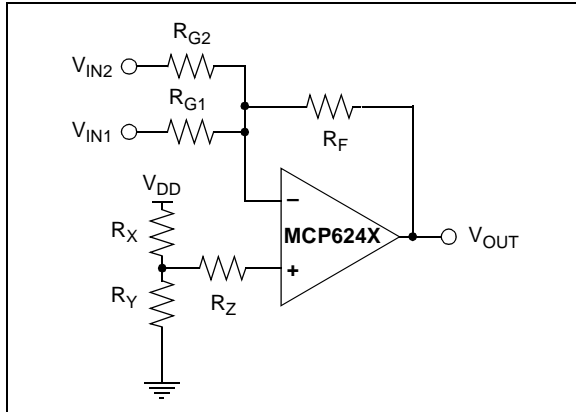 R_G2
V_IN2
R_G1
V_IN1
R_F
V_DD
R_X
–
MCP624X
V_OUT
+
R_Y
R_Z